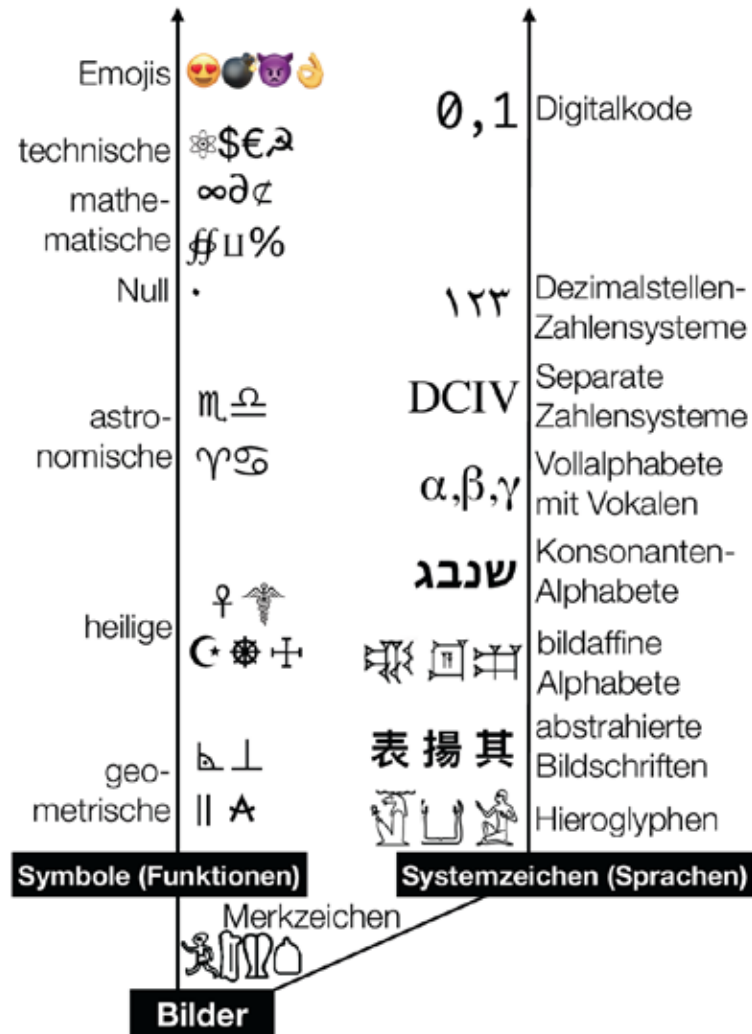 Emojis 😍💣👿👌
0,1 Digitalkode
technische ⚛$€☭
mathe-
matische
∞∂⊄
∯⨿%
Null .
١٢٣ Dezimalstellen-
Zahlensysteme
astro-
nomische
♏♎
♈♋
DCIV Separate
Zahlensysteme
α,β,γ Vollalphabete
mit Vokalen
שנבג Konsonanten-
Alphabete
heilige
bildaffine
Alphabete
geo-
metrische
表 揚 其 abstrahierte
Bildschriften
Hieroglyphen
Symbole (Funktionen)
Systemzeichen (Sprachen)
Merkzeichen
Bilder